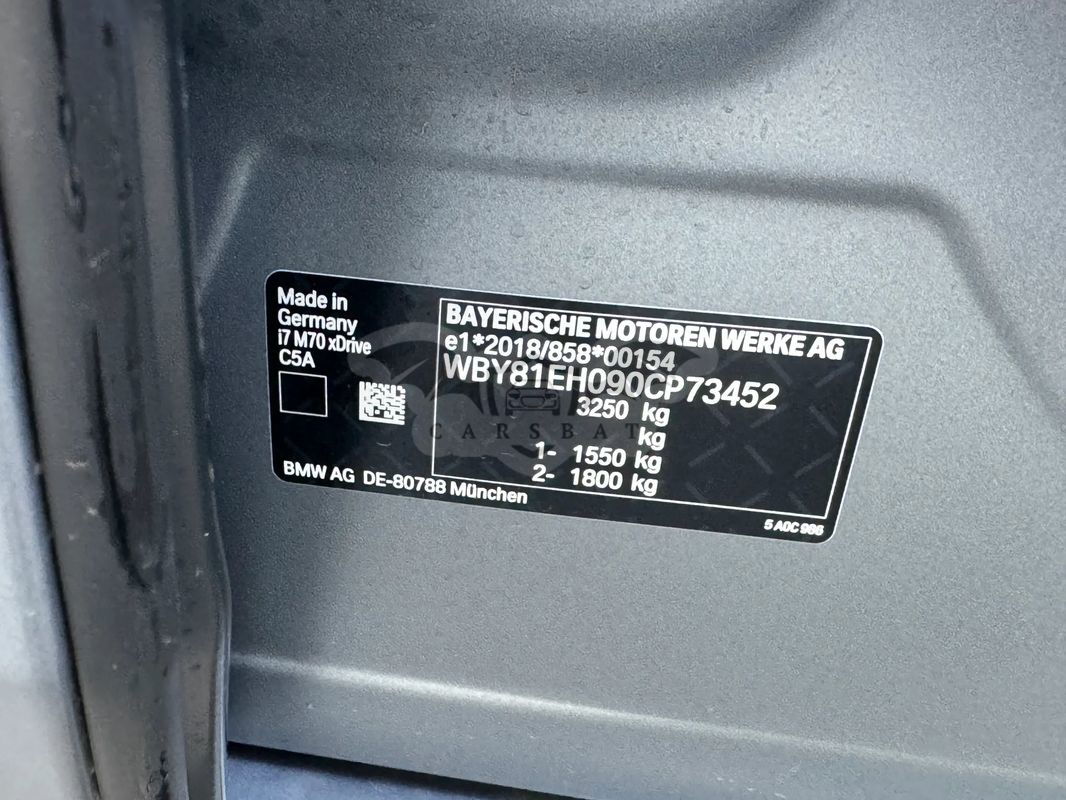 Made in
Germany
i7 M70 xDrive
C5A
BAYERISCHE MOTOREN WERKE AG
e1*2018/858*00154
WBY81EH090CP73452
3250 kg
kg
1- 1550 kg
2- 1800 kg
BMW AG DE-80788 München
5 A0C 986
CARSBAT